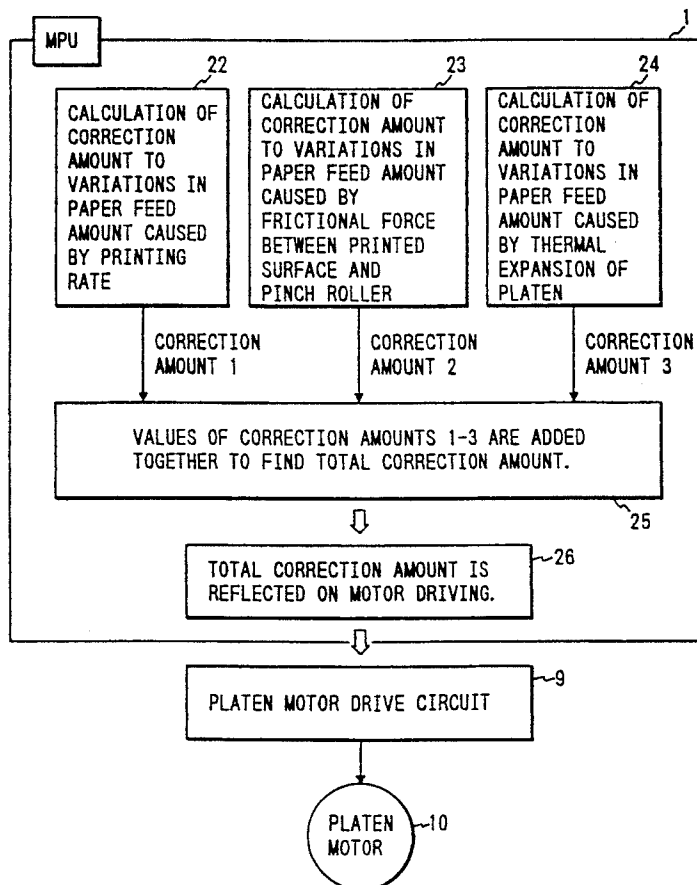 1
MPU
22
CALCULATION OF
CORRECTION
AMOUNT TO
VARIATIONS IN
PAPER FEED
AMOUNT CAUSED
BY PRINTING
RATE
23
CALCULATION OF
CORRECTION AMOUNT
TO VARIATIONS IN
PAPER FEED AMOUNT
CAUSED BY
FRICTIONAL FORCE
BETWEEN PRINTED
SURFACE AND
PINCH ROLLER
24
CALCULATION OF
CORRECTION
AMOUNT TO
VARIATIONS IN
PAPER FEED
AMOUNT CAUSED
BY THERMAL
EXPANSION OF
PLATEN
CORRECTION
AMOUNT 1
CORRECTION
AMOUNT 2
CORRECTION
AMOUNT 3
VALUES OF CORRECTION AMOUNTS 1-3 ARE ADDED
TOGETHER TO FIND TOTAL CORRECTION AMOUNT.
25
26
TOTAL CORRECTION AMOUNT IS
REFLECTED ON MOTOR DRIVING.
9
PLATEN MOTOR DRIVE CIRCUIT
PLATEN
MOTOR
10